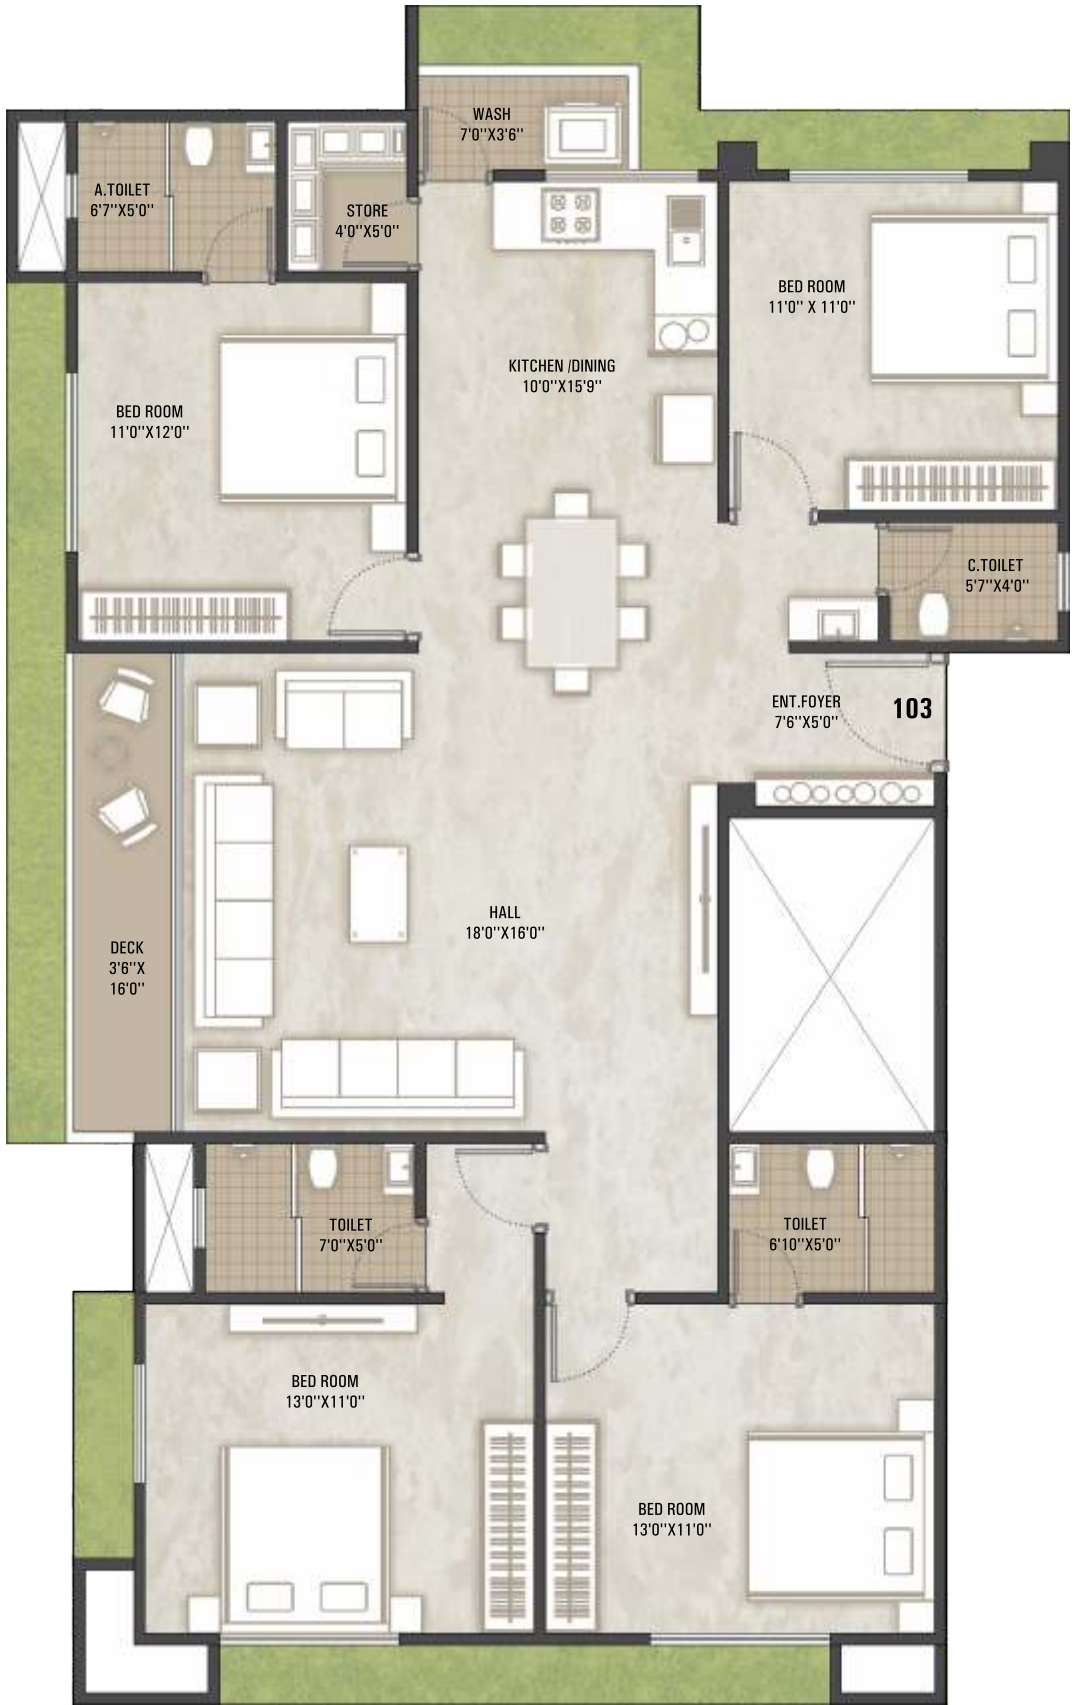 WASH
7'0''X3'6''
A.TOILET
6'7''X5'0''
STORE
4'0''X5'0''
BED ROOM
11'0'' X 11'0''
KITCHEN /DINING
10'0''X15'9''
BED ROOM
11'0''X12'0''
C.TOILET
5'7''X4'0''
ENT.FOYER
7'6''X5'0''
103
HALL
18'0''X16'0''
DECK
3'6''X
16'0''
TOILET
7'0''X5'0''
TOILET
6'10''X5'0''
BED ROOM
13'0''X11'0''
BED ROOM
13'0''X11'0''